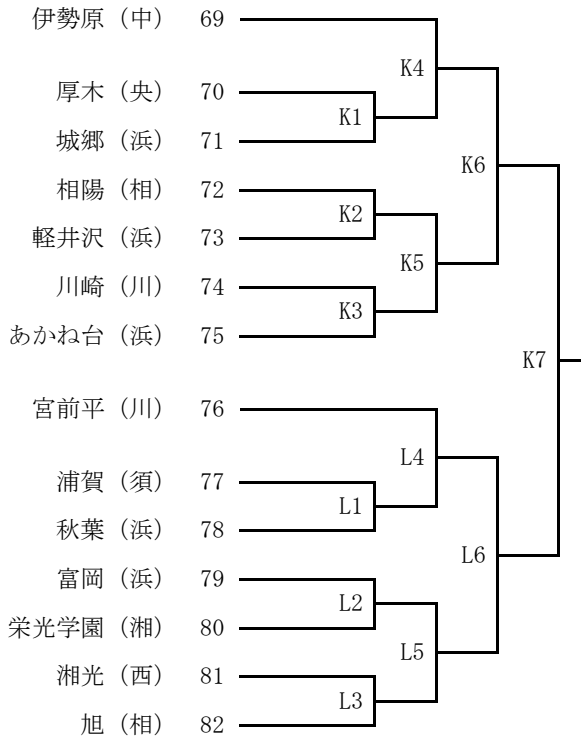 伊勢原（中） 69
K4
厚木（央） 70
K1
城郷（浜） 71
K6
相陽（相） 72
K2
軽井沢（浜） 73
K5
川崎（川） 74
K3
あかね台（浜） 75
K7
宮前平（川） 76
L4
浦賀（須） 77
L1
秋葉（浜） 78
L6
富岡（浜） 79
L2
栄光学園（湘） 80
L5
湘光（西） 81
L3
旭（相） 82